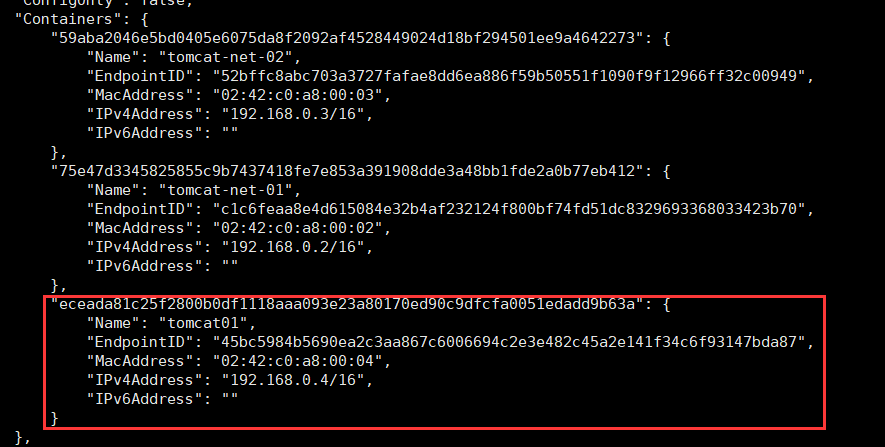 "ConfigOnly": false,
"Containers": {
"59aba2046e5bd0405e6075da8f2092af4528449024d18bf294501ee9a4642273": {
"Name": "tomcat-net-02",
"EndpointID": "52bffc8abc703a3727fafae8dd6ea886f59b50551f1090f9f12966ff32c00949",
"MacAddress": "02:42:c0:a8:00:03",
"IPv4Address": "192.168.0.3/16",
"IPv6Address": ""
},
"75e47d3345825855c9b7437418fe7e853a391908dde3a48bb1fde2a0b77eb412": {
"Name": "tomcat-net-01",
"EndpointID": "c1c6feaa8e4d615084e32b4af232124f800bf74fd51dc8329693368033423b70",
"MacAddress": "02:42:c0:a8:00:02",
"IPv4Address": "192.168.0.2/16",
"IPv6Address": ""
},
"eceada81c25f2800b0df1118aaa093e23a80170ed90c9dfcfa0051edadd9b63a": {
"Name": "tomcat01",
"EndpointID": "45bc5984b5690ea2c3aa867c6006694c2e3e482c45a2e141f34c6f93147bda87",
"MacAddress": "02:42:c0:a8:00:04",
"IPv4Address": "192.168.0.4/16",
"IPv6Address": ""
}
},